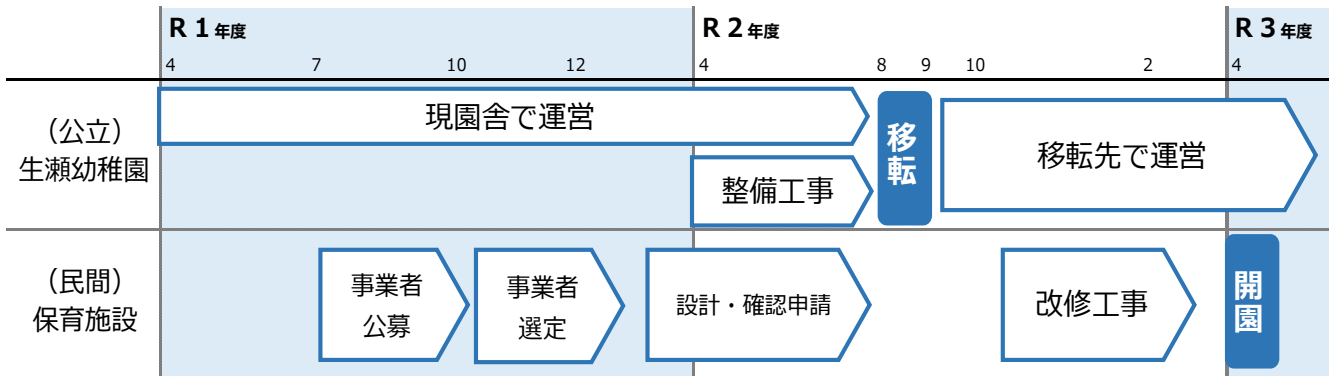 R 1 年度
R 2 年度
R 3 年度
4 7 10 12 4 8 9 10 2 4
（公立）
生瀬幼稚園
現園舎で運営
整備工事
移転
移転先で運営
（民間）
保育施設
事業者
公募
事業者
選定
設計・確認申請
改修工事
開園